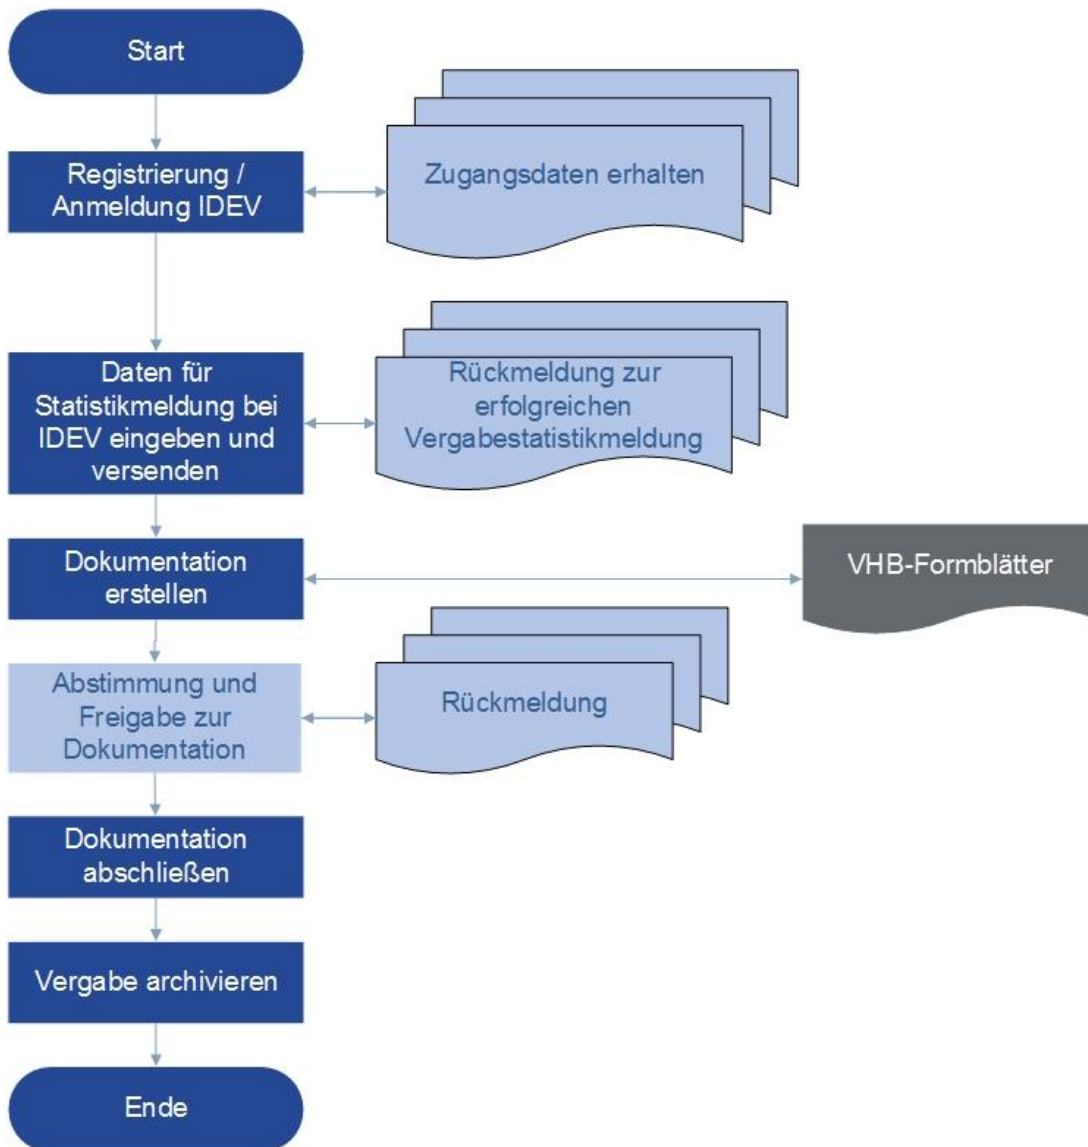 Start
Registrierung /
Anmeldung IDEV
Zugangsdaten erhalten
Daten für
Statistikmeldung bei
IDEV eingeben und
versenden
Rückmeldung zur
erfolgreichen
Vergabestatistikmeldung
Dokumentation
erstellen
VHB-Formblätter
Abstimmung und
Freigabe zur
Dokumentation
Rückmeldung
Dokumentation
abschließen
Vergabe archivieren
Ende